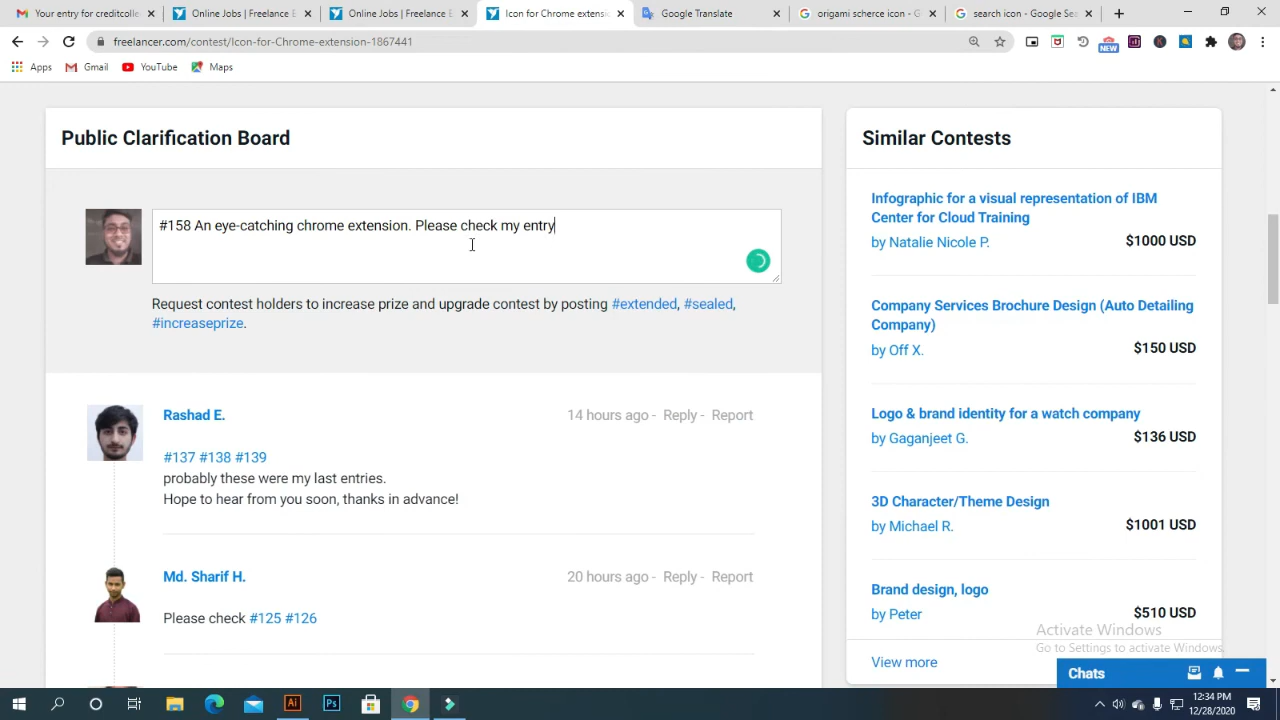 Your for creditcolle
Online Jobs | Freelance E
Online Jobs | Freelance E
Icon for Chrome extensi
Google Translate
origami scherce icon - G
search icon - Google Se
freelancer.com/contest/Icon-for-Chrome-extension-1867441
NEW
Apps
Gmail
YouTube
Maps
Public Clarification Board
#158 An eye-catching chrome extension. Please check my entry
Request contest holders to increase prize and upgrade contest by posting #extended, #sealed,
#increaseprize.
Rashad E.
14 hours ago - Reply - Report
#137 #138 #139
probably these were my last entries.
Hope to hear from you soon, thanks in advance!
Md. Sharif H.
20 hours ago - Reply - Report
Please check #125 #126
Similar Contests
Infographic for a visual representation of IBM
Center for Cloud Training
by Natalie Nicole P.
$1000 USD
Company Services Brochure Design (Auto Detailing
Company)
by Off X.
$150 USD
Logo & brand identity for a watch company
by Gaganjeet G.
$136 USD
3D Character/Theme Design
by Michael R.
$1001 USD
Brand design, logo
by Peter
$510 USD
View more
Activate Windows
Go to Settings to activate Windows.
Chats
Ai
Ps
12:34 PM
12/28/2020